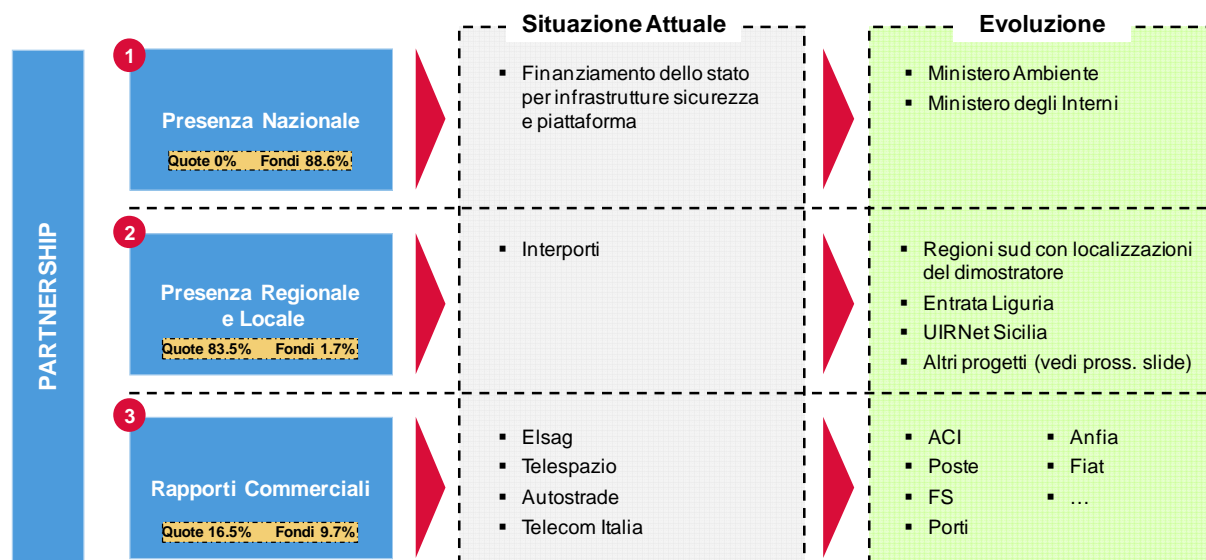 Situazione Attuale
Evoluzione
PARTNERSHIP
1
Presenza Nazionale
Quote 0% Fondi 88.6%
▪ Finanziamento dello stato
per infrastrutture sicurezza
e piattaforma
▪ Ministero Ambiente
▪ Ministero degli Interni
2
Presenza Regionale
e Locale
Quote 83.5% Fondi 1.7%
▪ Interporti
▪ Regioni sud con localizzazioni
del dimostratore
▪ Entrata Liguria
▪ UIRNet Sicilia
▪ Altri progetti (vedi pross. slide)
3
Rapporti Commerciali
Quote 16.5% Fondi 9.7%
▪ Elsag
▪ Telespazio
▪ Autostrade
▪ Telecom Italia
▪ ACI
▪ Poste
▪ FS
▪ Porti
▪ Anfia
▪ Fiat
▪ …